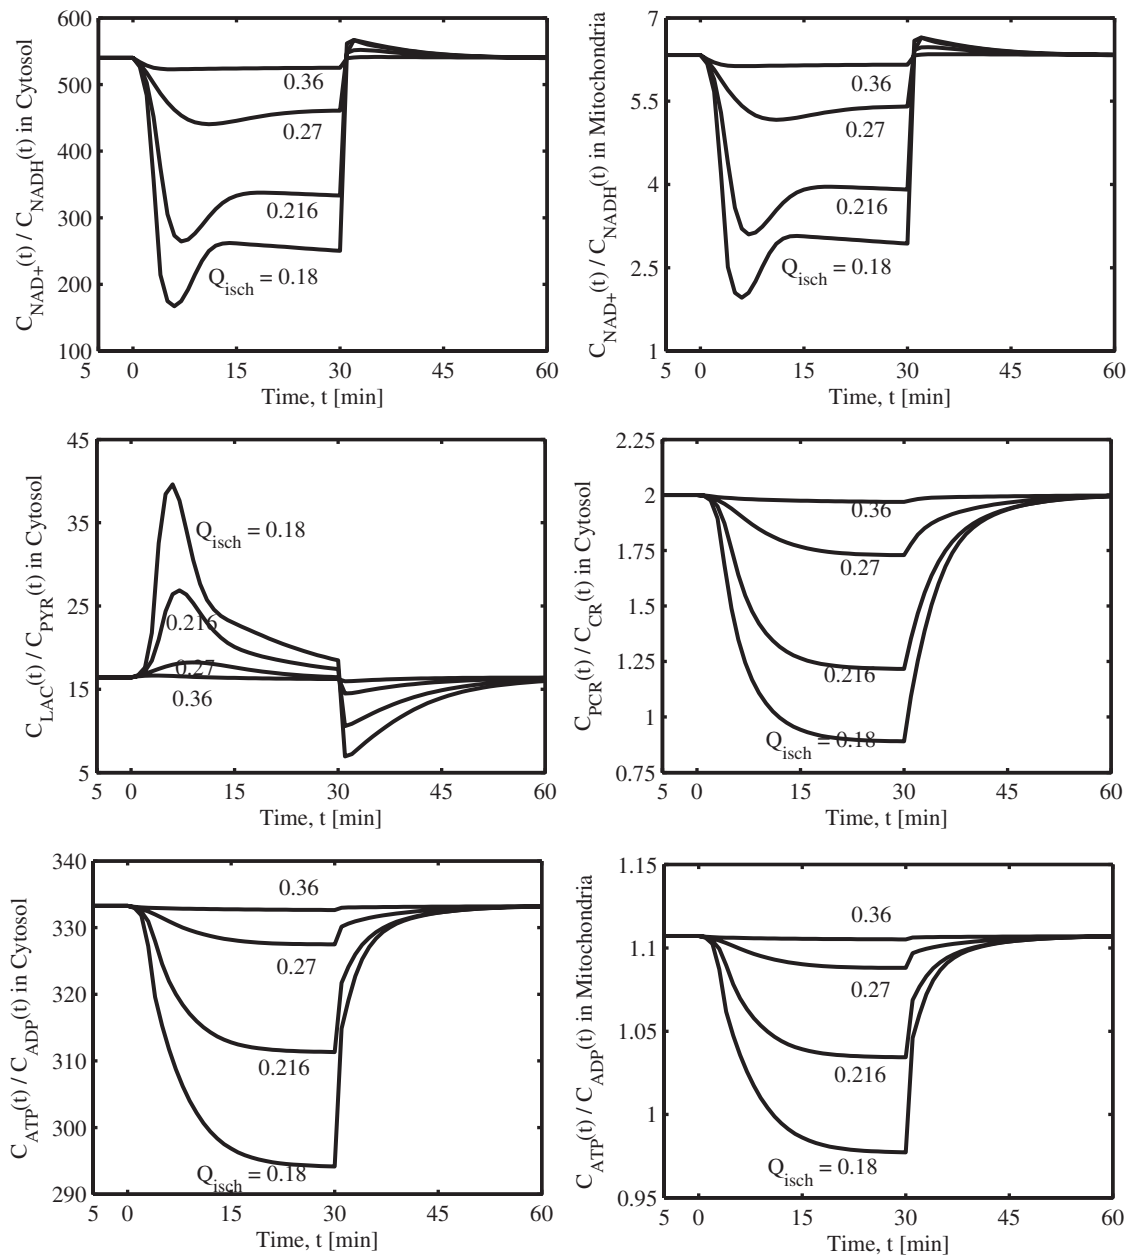 C_NAD+(t) / C_NADH(t) in Cytosol
600
500
400
300
200
100
0.36
0.27
0.216
Q_isch = 0.18
5 0 15 30 45 60
Time, t [min]
C_NAD+(t) / C_NADH(t) in Mitochondria
7
5.5
4
2.5
1
0.36
0.27
0.216
Q_isch = 0.18
5 0 15 30 45 60
Time, t [min]
C_LAC(t) / C_PYR(t) in Cytosol
45
35
25
15
5
Q_isch = 0.18
0.216
0.27
0.36
5 0 15 30 45 60
Time, t [min]
C_PCR(t) / C_CR(t) in Cytosol
2.25
2
1.75
1.5
1.25
1
0.75
0.36
0.27
0.216
Q_isch = 0.18
5 0 15 30 45 60
Time, t [min]
C_ATP(t) / C_ADP(t) in Cytosol
340
330
320
310
300
290
0.36
0.27
0.216
Q_isch = 0.18
5 0 15 30 45 60
Time, t [min]
C_ATP(t) / C_ADP(t) in Mitochondria
1.15
1.1
1.05
1
0.95
0.36
0.27
0.216
Q_isch = 0.18
5 0 15 30 45 60
Time, t [min]